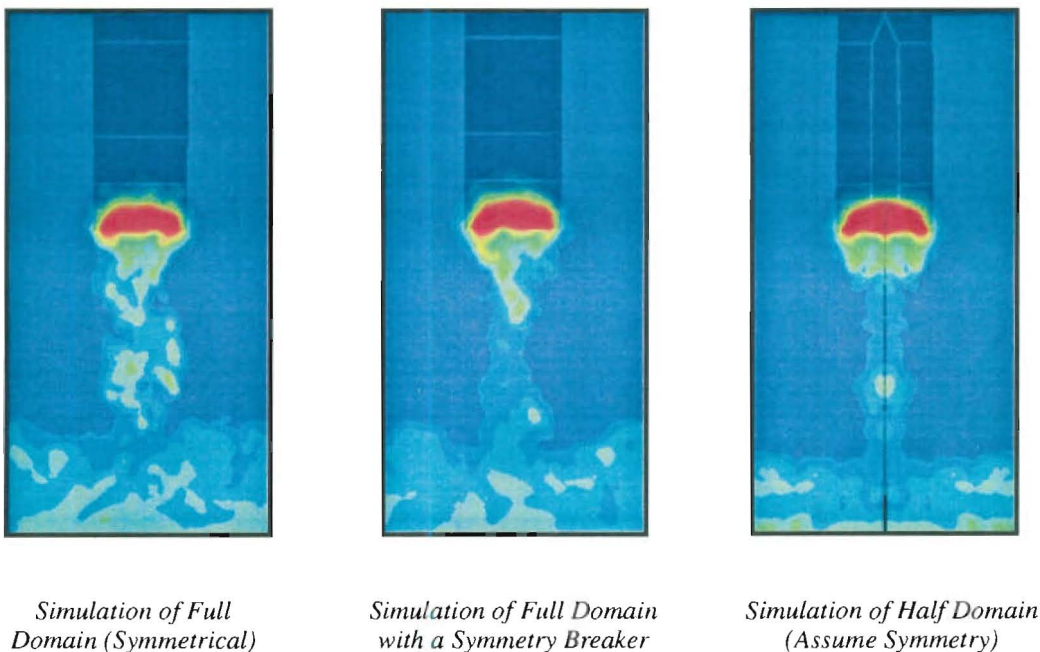 Simulation of Full
Domain (Symmetrical)
Simulation of Full Domain
with a Symmetry Breaker
Simulation of Half Domain
(Assume Symmetry)